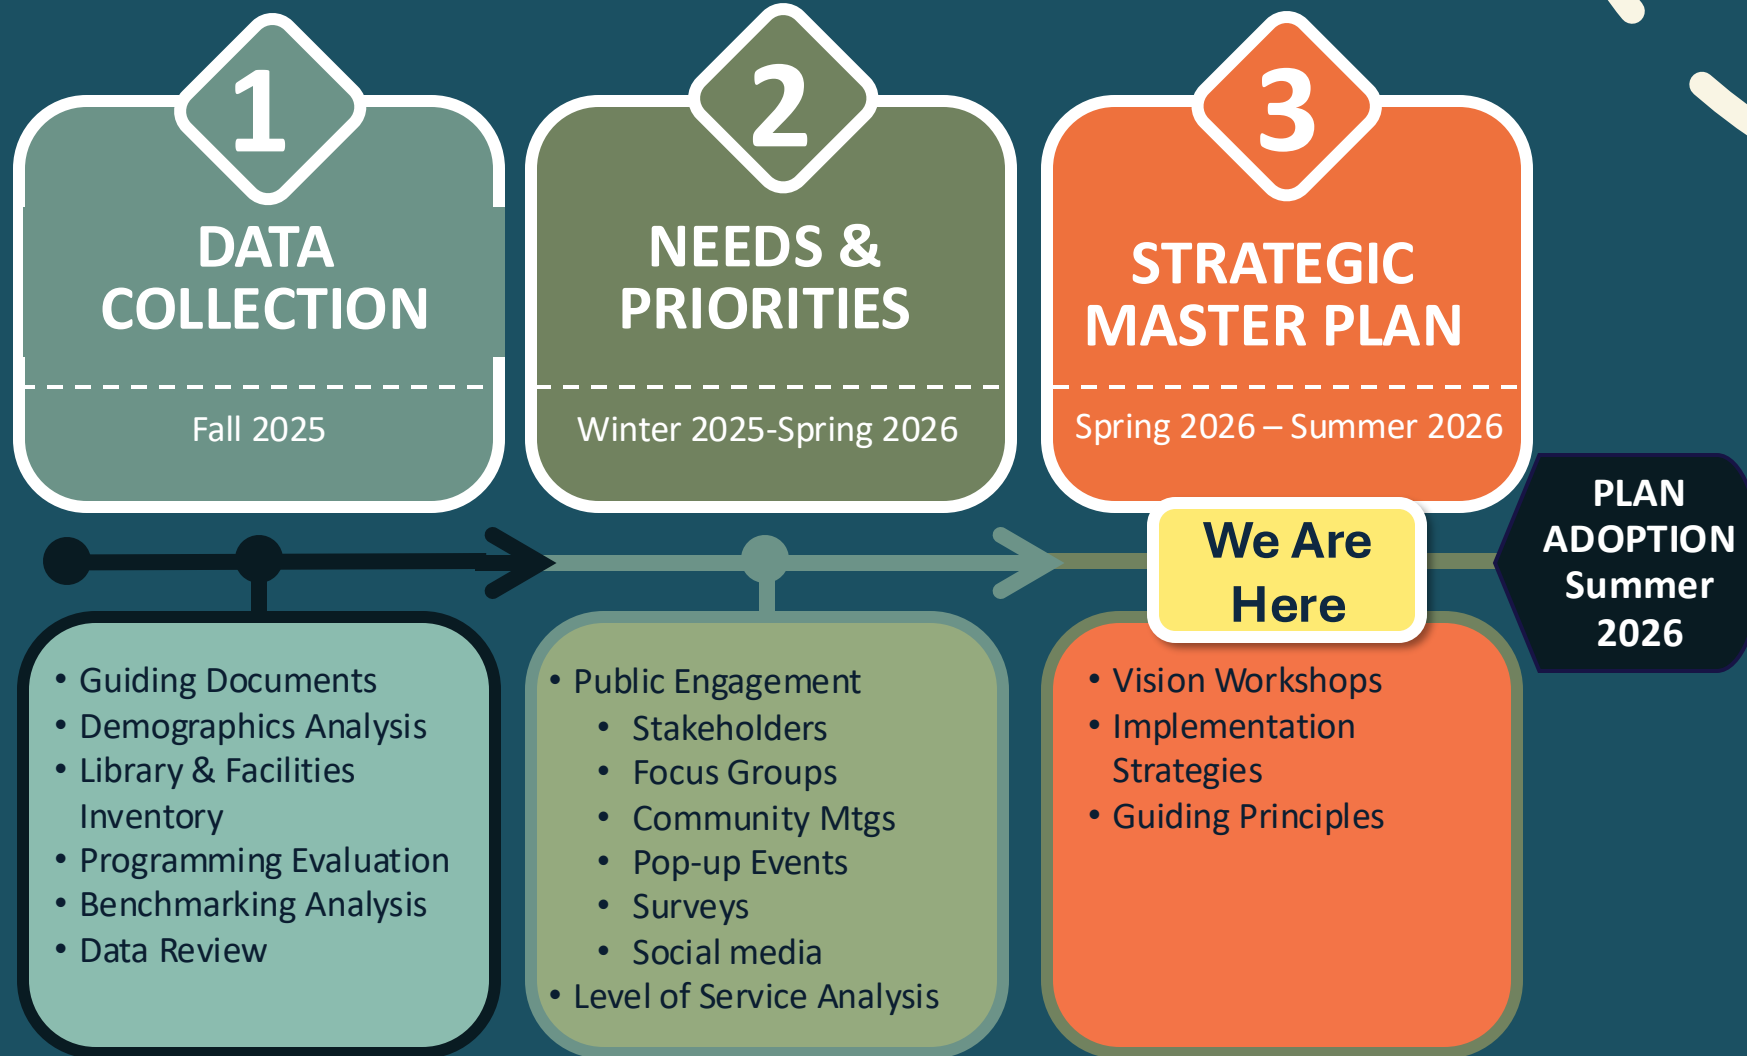 1
DATA
COLLECTION
Fall 2025
2
NEEDS &
PRIORITIES
Winter 2025-Spring 2026
3
STRATEGIC
MASTER PLAN
Spring 2026 – Summer 2026
We Are
Here
PLAN
ADOPTION
Summer
2026
• Guiding Documents
• Demographics Analysis
• Library & Facilities
Inventory
• Programming Evaluation
• Benchmarking Analysis
• Data Review
• Public Engagement
• Stakeholders
• Focus Groups
• Community Mtgs
• Pop-up Events
• Surveys
• Social media
• Level of Service Analysis
• Vision Workshops
• Implementation
Strategies
• Guiding Principles